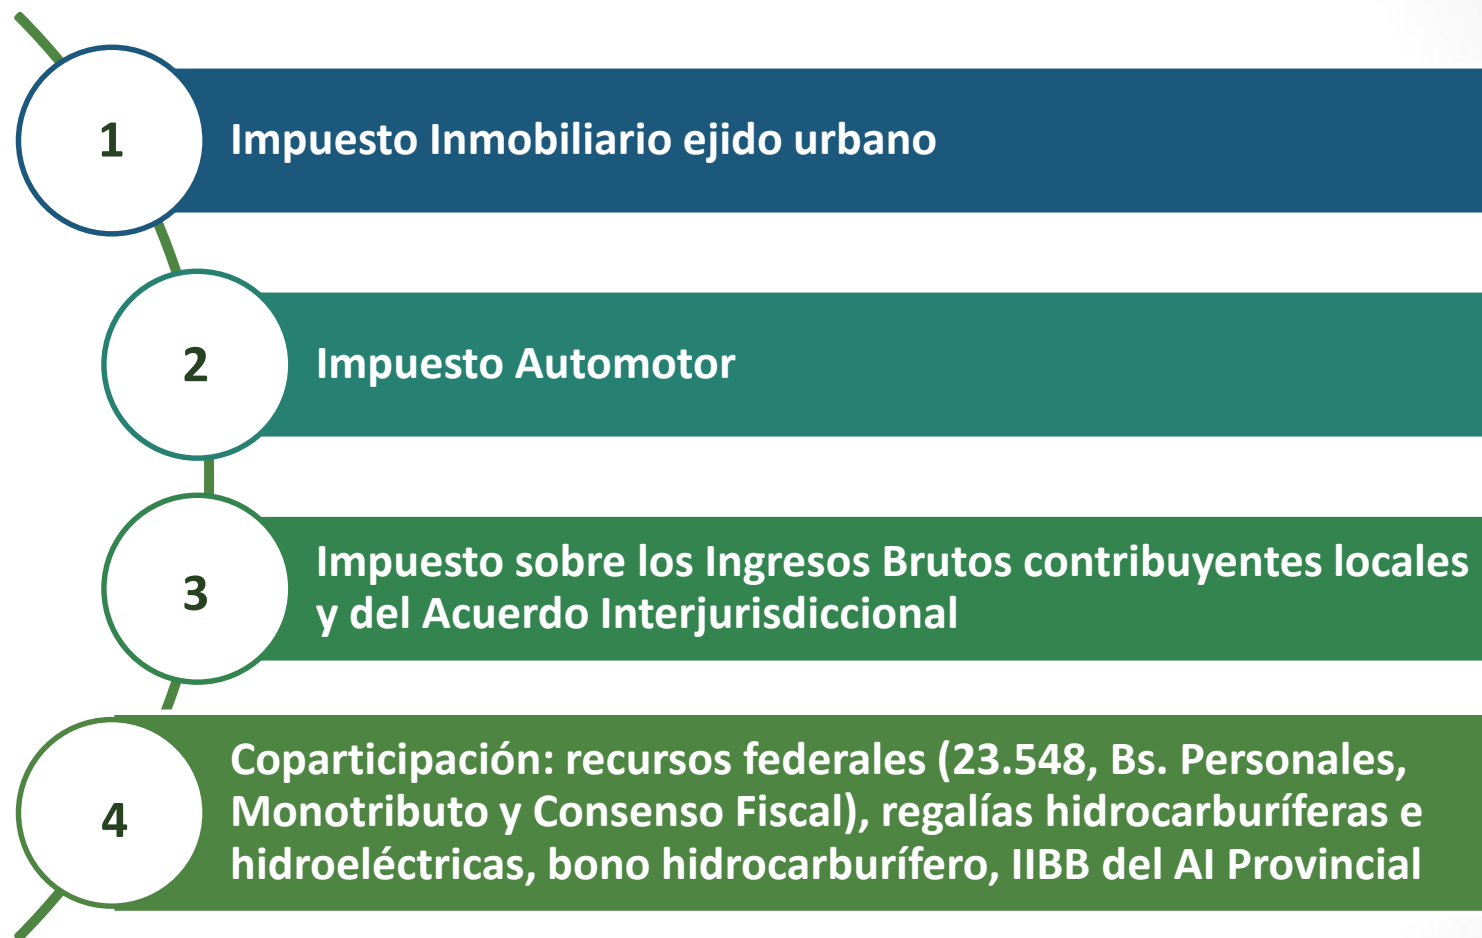 1
Impuesto Inmobiliario ejido urbano
2
Impuesto Automotor
3
Impuesto sobre los Ingresos Brutos contribuyentes locales
y del Acuerdo Interjurisdiccional
4
Coparticipación: recursos federales (23.548, Bs. Personales,
Monotributo y Consenso Fiscal), regalías hidrocarburíferas e
hidroeléctricas, bono hidrocarburífero, IIBB del AI Provincial